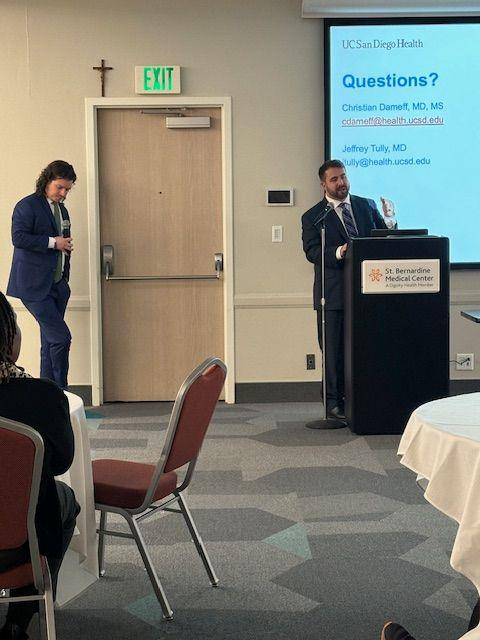 EXIT
UC San Diego Health
Questions?
Christian Dameff, MD, MS
cdameff@health.ucsd.edu
Jeffrey Tully, MD
jtully@health.ucsd.edu
St. Bernardine
Medical Center
A Dignity Health Member